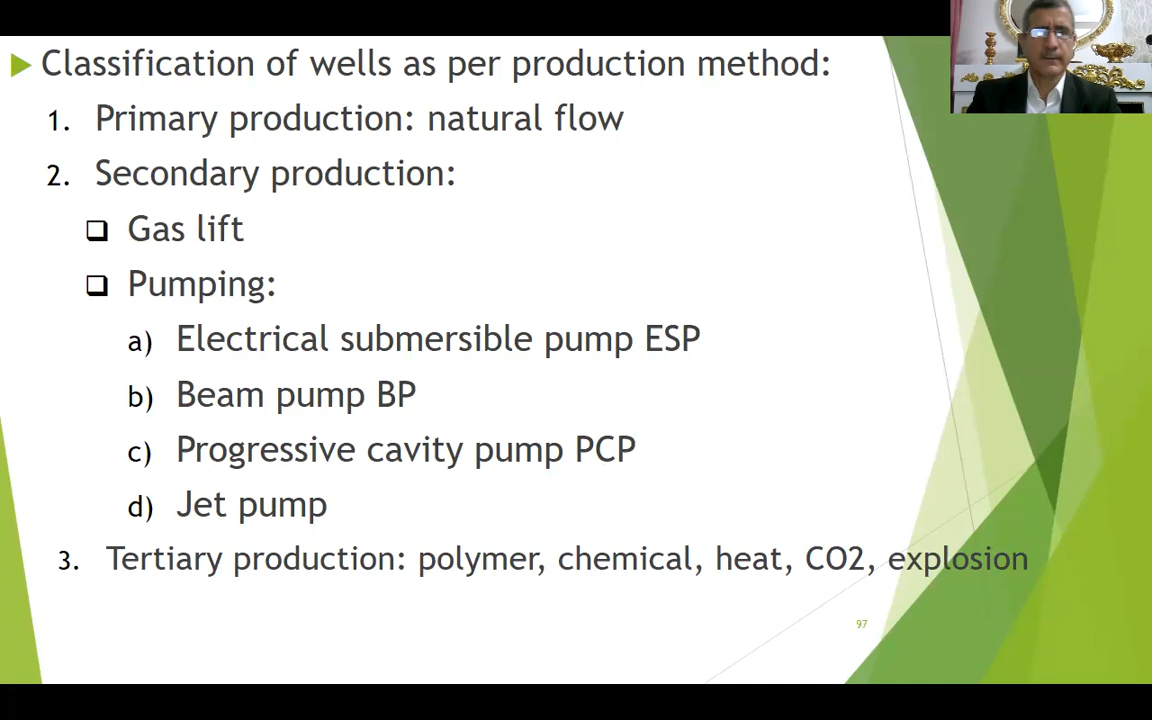 Classification of wells as per production method:
1. Primary production: natural flow
2. Secondary production:
Gas lift
Pumping:
a) Electrical submersible pump ESP
b) Beam pump BP
c) Progressive cavity pump PCP
d) Jet pump
3. Tertiary production: polymer, chemical, heat, CO2, explosion
97